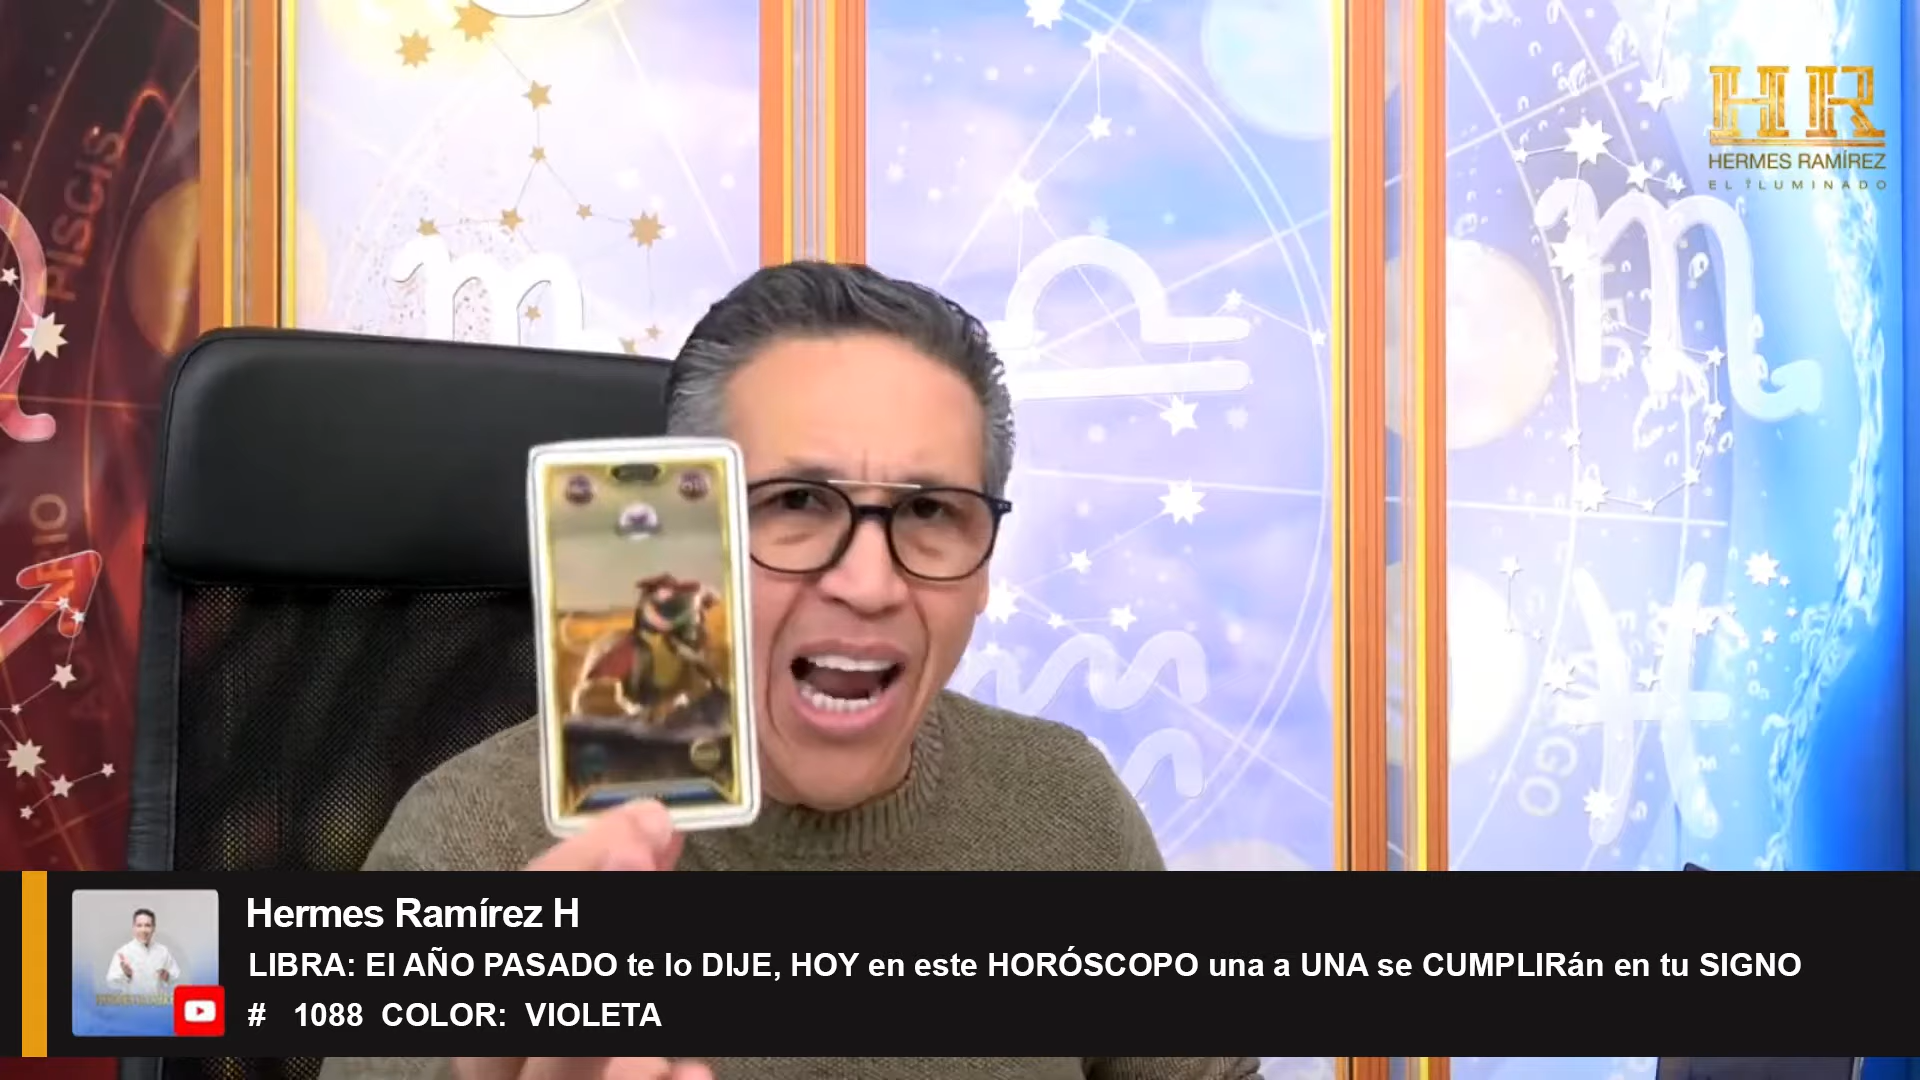 PISCIS
HR
HERMES RAMÍREZ
EL ILUMINADO
Hermes Ramírez H
LIBRA: El AÑO PASADO te lo DIJE, HOY en este HORÓSCOPO una a UNA se CUMPLIRán en tu SIGNO
# 1088 COLOR: VIOLETA